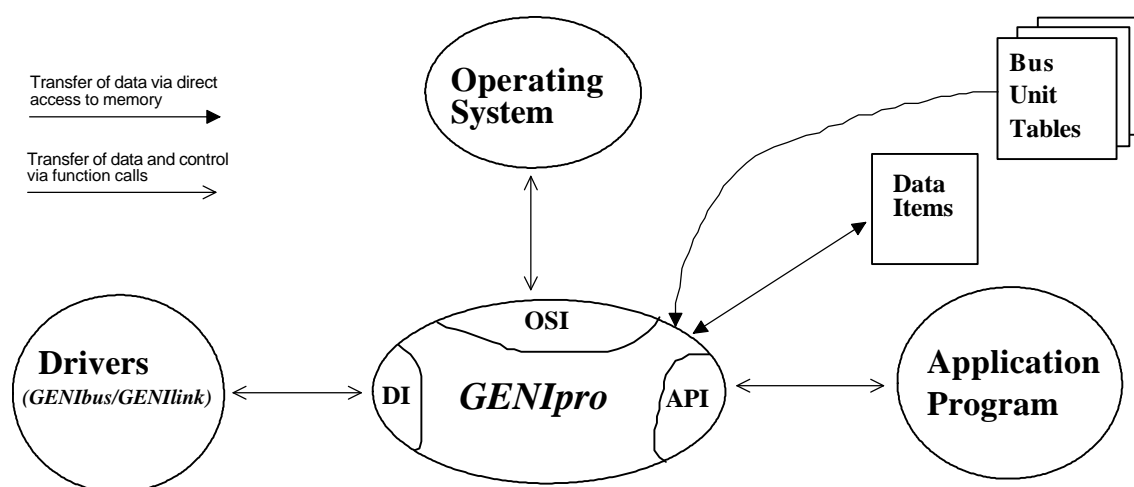 Transfer of data via direct
access to memory
Transfer of data and control
via function calls
Operating
System
Bus
Unit
Tables
Data
Items
OSI
Drivers
(GENIbus/GENIlink)
DI
GENIpro
API
Application
Program